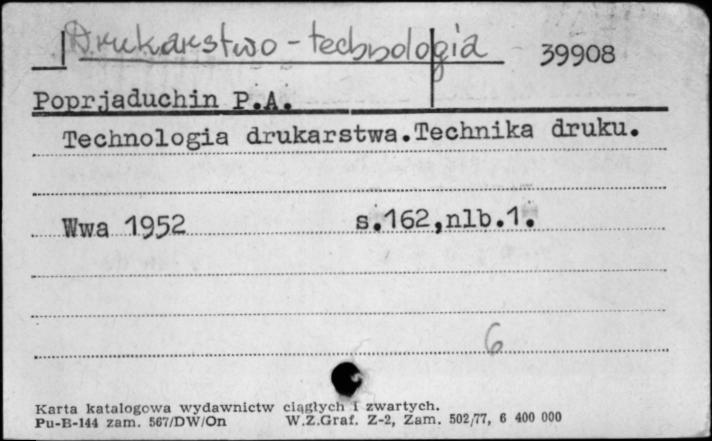 Drukarstwo - technologia
39908
Poprjaduchin P.A.
Technologia drukarstwa.Technika druku.
Wwa 1952 s.162,nlb.1.
6
Karta katalogowa wydawnictw ciągłych i zwartych.
Pu-B-144 zam. 567/DW/On W.Z.Graf. Z-2, Zam. 502/77, 6 400 000